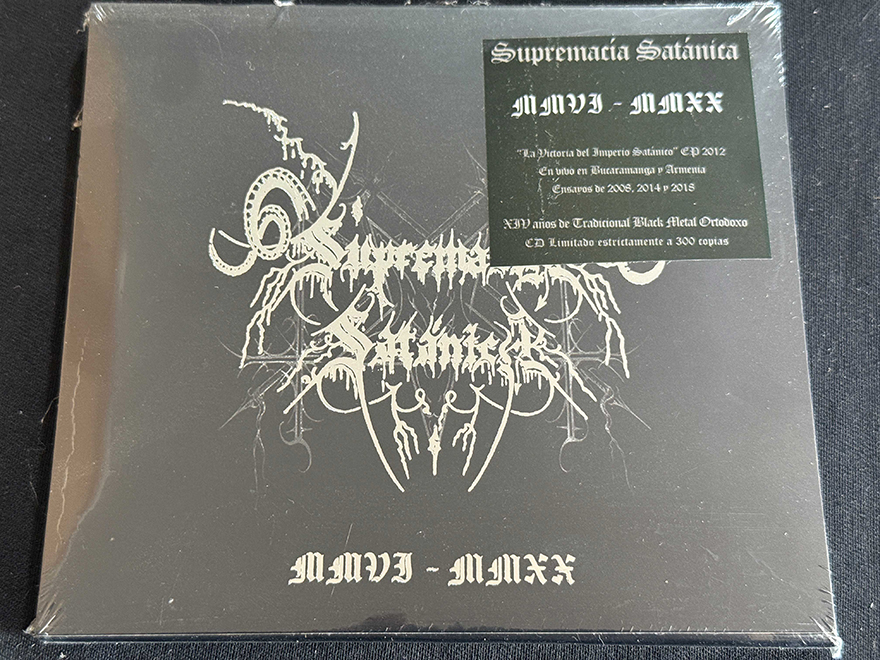 Supremacía Satánica
MMVI - MMXX
"La Victoria del Imperio Satánico" EP 2012
En vivo en Bucaramanga y Armenia
Ensayos de 2008, 2014 y 2018
XIV años de Tradicional Black Metal Ortodoxo
CD Limitado estrictamente a 300 copias
Satánica
MMVI - MMXX